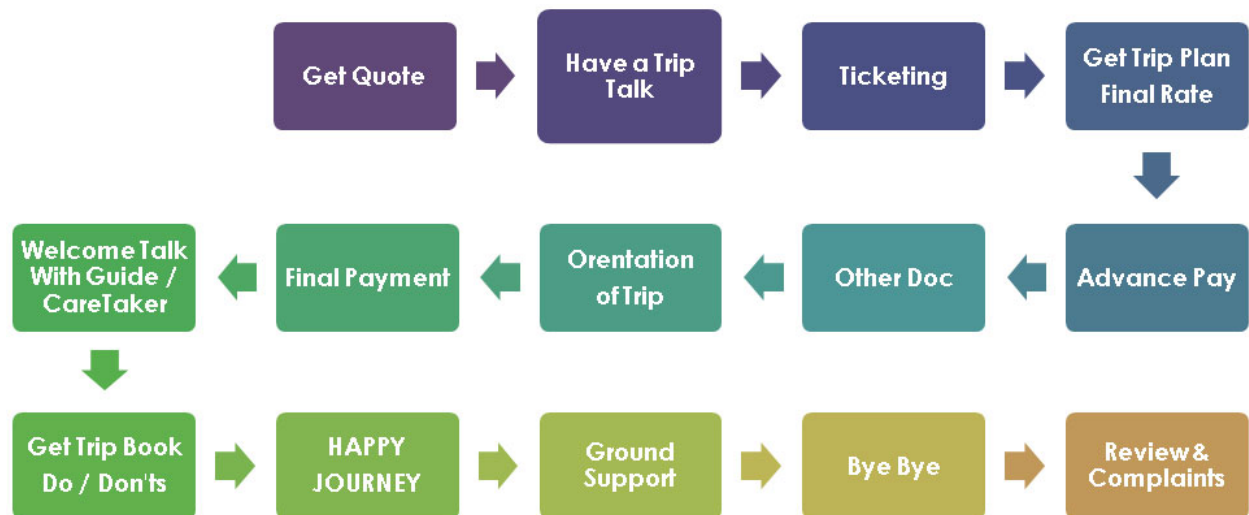 Get Quote
Have a Trip
Talk
Ticketing
Get Trip Plan
Final Rate
Advance Pay
Other Doc
Orentation
of Trip
Final Payment
Welcome Talk
With Guide /
CareTaker
Get Trip Book
Do / Don'ts
HAPPY
JOURNEY
Ground
Support
Bye Bye
Review &
Complaints